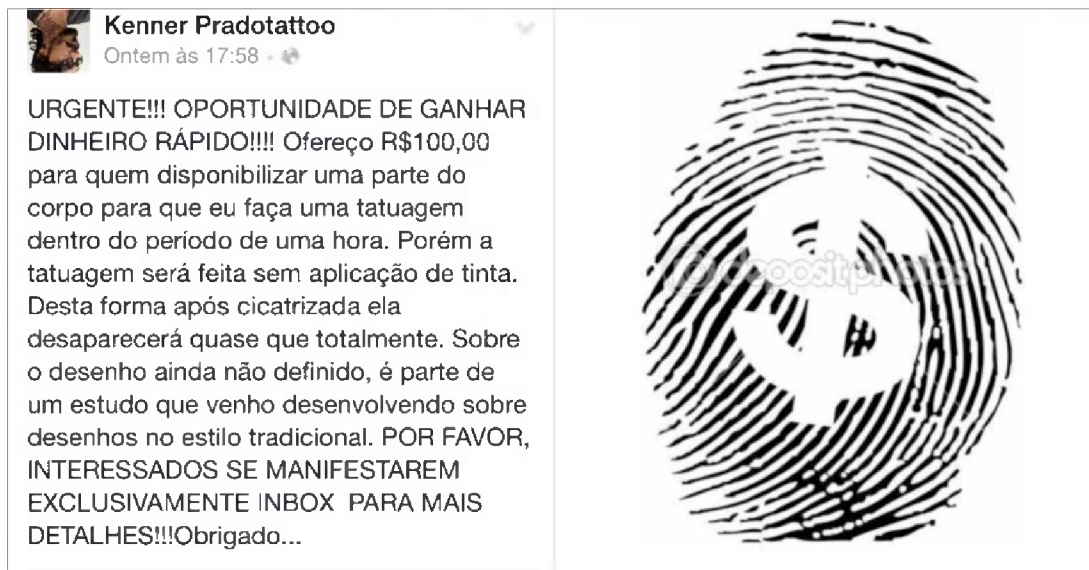 Kenner Pradotattoo
Ontem às 17:58
URGENTE!!! OPORTUNIDADE DE GANHAR
DINHEIRO RÁPIDO!!!! Ofereço R$100,00
para quem disponibilizar uma parte do
corpo para que eu faça uma tatuagem
dentro do período de uma hora. Porém a
tatuagem será feita sem aplicação de tinta.
Desta forma após cicatrizada ela
desaparecerá quase que totalmente. Sobre
o desenho ainda não definido, é parte de
um estudo que venho desenvolvendo sobre
desenhos no estilo tradicional. POR FAVOR,
INTERESSADOS SE MANIFESTAREM
EXCLUSIVAMENTE INBOX PARA MAIS
DETALHES!!!Obrigado...
depositphotos